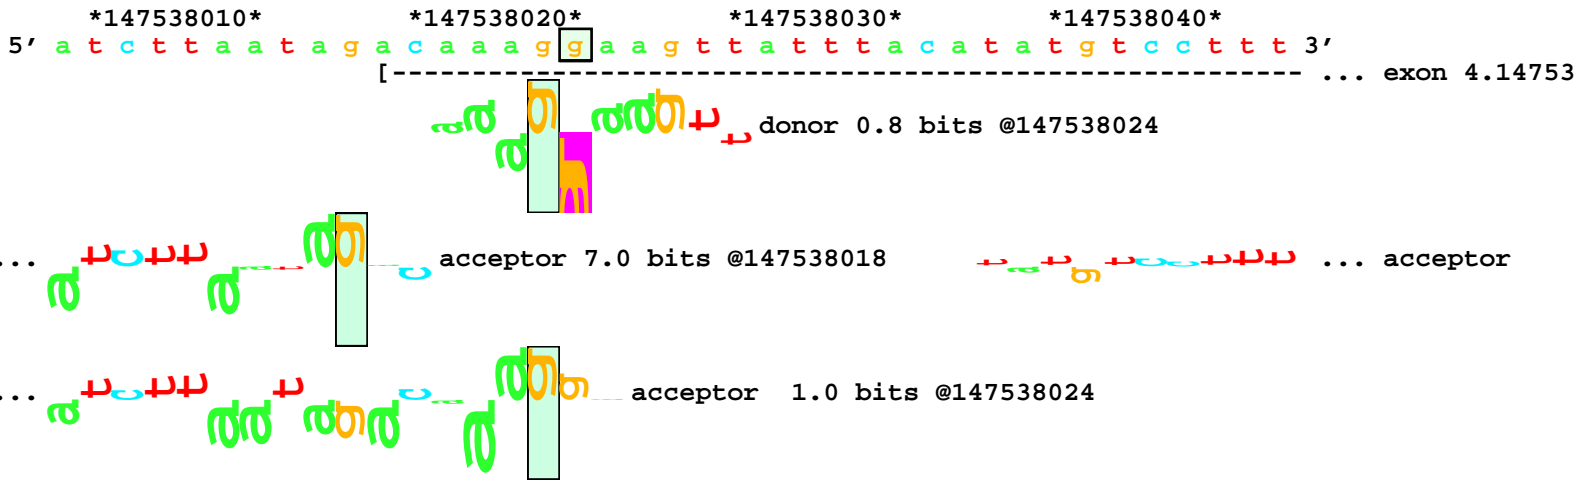 *147538010* *147538020* *147538030* *147538040*
5' a t c t t a a t a g a c a a a g g a a g t t a t t t a c a t a t g t c c t t t 3'
[--------------------------------------------------------- ... exon 4.14753
a a a g g a a g t t donor 0.8 bits @147538024
... a t c t t a a t a g a c acceptor 7.0 bits @147538018 t a t g t c c t t t ... acceptor
... a t c t t a a t a g a c a a a g g a acceptor 1.0 bits @147538024